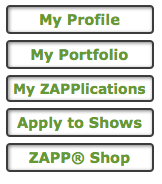 My Profile
My Portfolio
My ZAPPlications
Apply to Shows
ZAPP® Shop